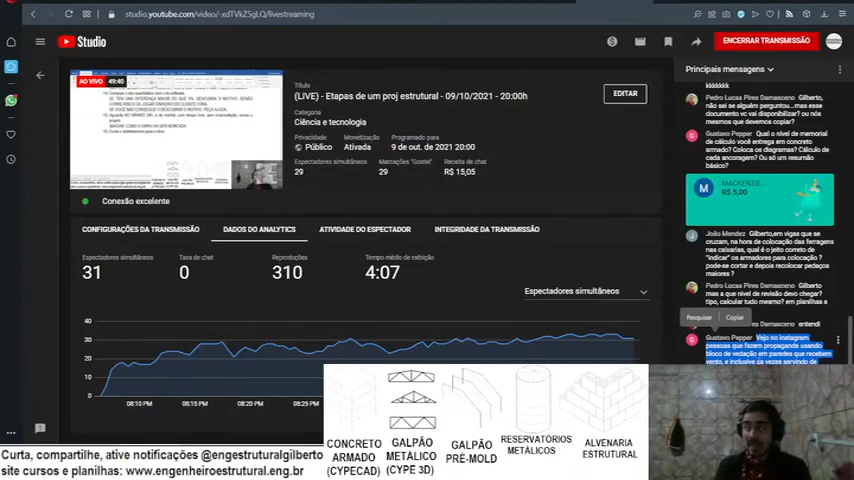 studio.youtube.com/video/-xdTVkZ5gLQ/livestreaming
Studio
ENCERRAR TRANSMISSÃO
AO VIVO 49:40
Título
(LIVE) - Etapas de um proj estrutural - 09/10/2021 - 20:00h
EDITAR
Categoria
Ciência e tecnologia
Privacidade Monetização Programado para
Público Ativada 9 de out. de 2021 20:00
Espectadores simultâneos Marcações "Gostei" Receita de chat
29 29 R$ 15,05
Conexão excelente
CONFIGURAÇÕES DA TRANSMISSÃO DADOS DO ANALYTICS ATIVIDADE DO ESPECTADOR INTEGRIDADE DA TRANSMISSÃO
Espectadores simultâneos Taxa de chat Reproduções Tempo médio de exibição
31 0 310 4:07
Espectadores simultâneos
40
30
20
10
0
08:10 PM 08:15 PM 08:20 PM 08:25 PM
Principais mensagens
kkkkkkk
Pedro Lucas Pires Damasceno Gilberto,
não sei se alguém perguntou...mas esse
documento vc vai disponibilizar? ou nós
mesmos que devemos copiar?
Gustavo Pepper Qual o nível de memorial
de cálculo você entrega em concreto
armado? Coloca os diagramas? Cálculo de
cada ancoragem? Ou só um resumão
básico?
M MACKENZIE...
R$ 5,00
João Mendez Gilberto,em vigas que se
cruzam, na hora de colocação das ferragens
nas caixarias, qual é o jeito correto de
"indicar" os armadores para colocação ?
pode-se cortar e depois recolocar pedaços
maiores ?
Pedro Lucas Pires Damasceno Gilberto
mas a que nível de revisão devo chegar?
tipo, calcular tudo mesmo? em planilhas e
Pesquisar Copiar
Pires Damasceno entendi
Gustavo Pepper Vejo no instagram
pessoas que fazem propaganda usando
bloco de vedação em paredes que recebem
vento, e inclusive às vezes servindo de
CONCRETO
ARMADO
(CYPECAD)
GALPÃO
METÁLICO
(CYPE 3D)
GALPÃO
PRÉ-MOLD
RESERVATÓRIOS
METÁLICOS
ALVENARIA
ESTRUTURAL
Curta, compartilhe, ative notificações @engestruturalgilberto
site cursos e planilhas: www.engenheiroestrutural.eng.br